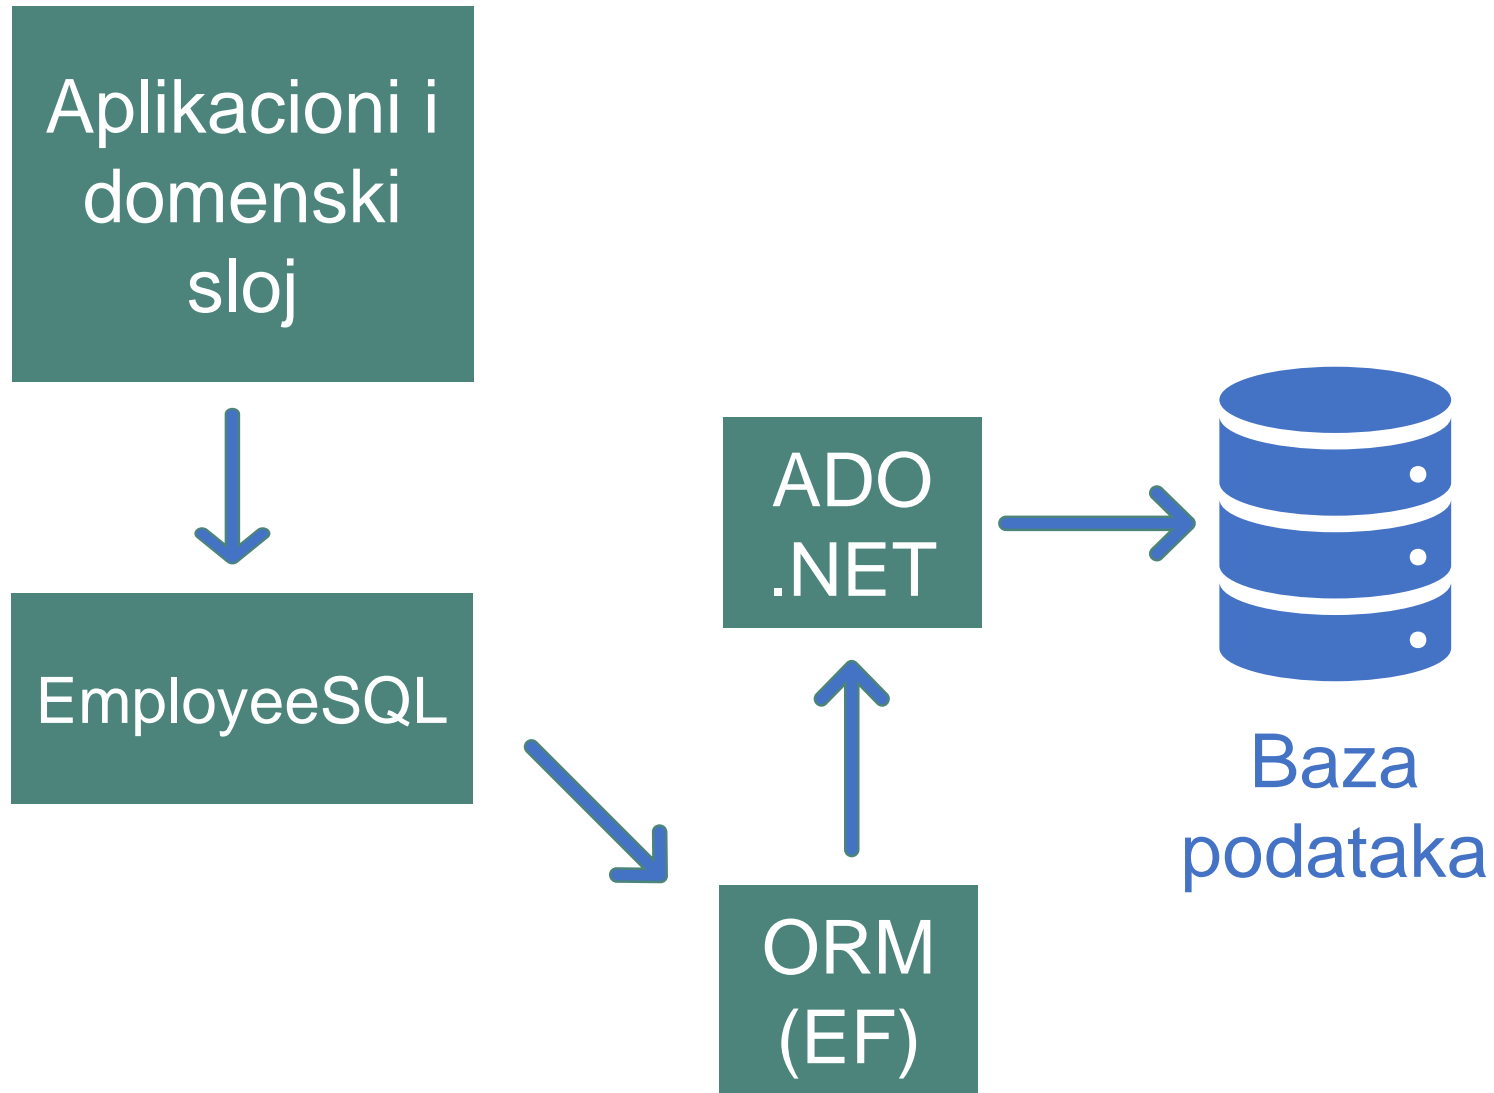 Aplikacioni i
domenski
sloj
EmployeeSQL
ORM
(EF)
ADO
.NET
Baza
podataka